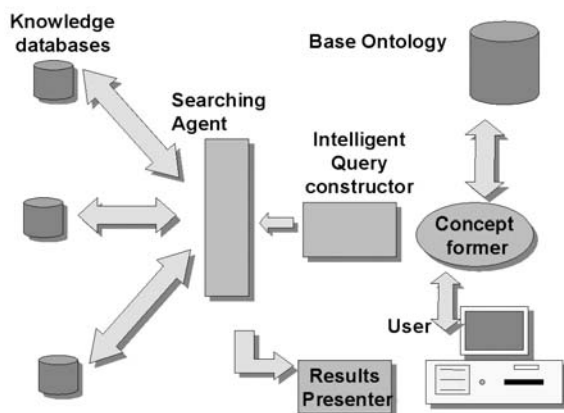 Knowledge
databases
Base Ontology
Searching
Agent
Intelligent
Query
constructor
Concept
former
User
Results
Presenter